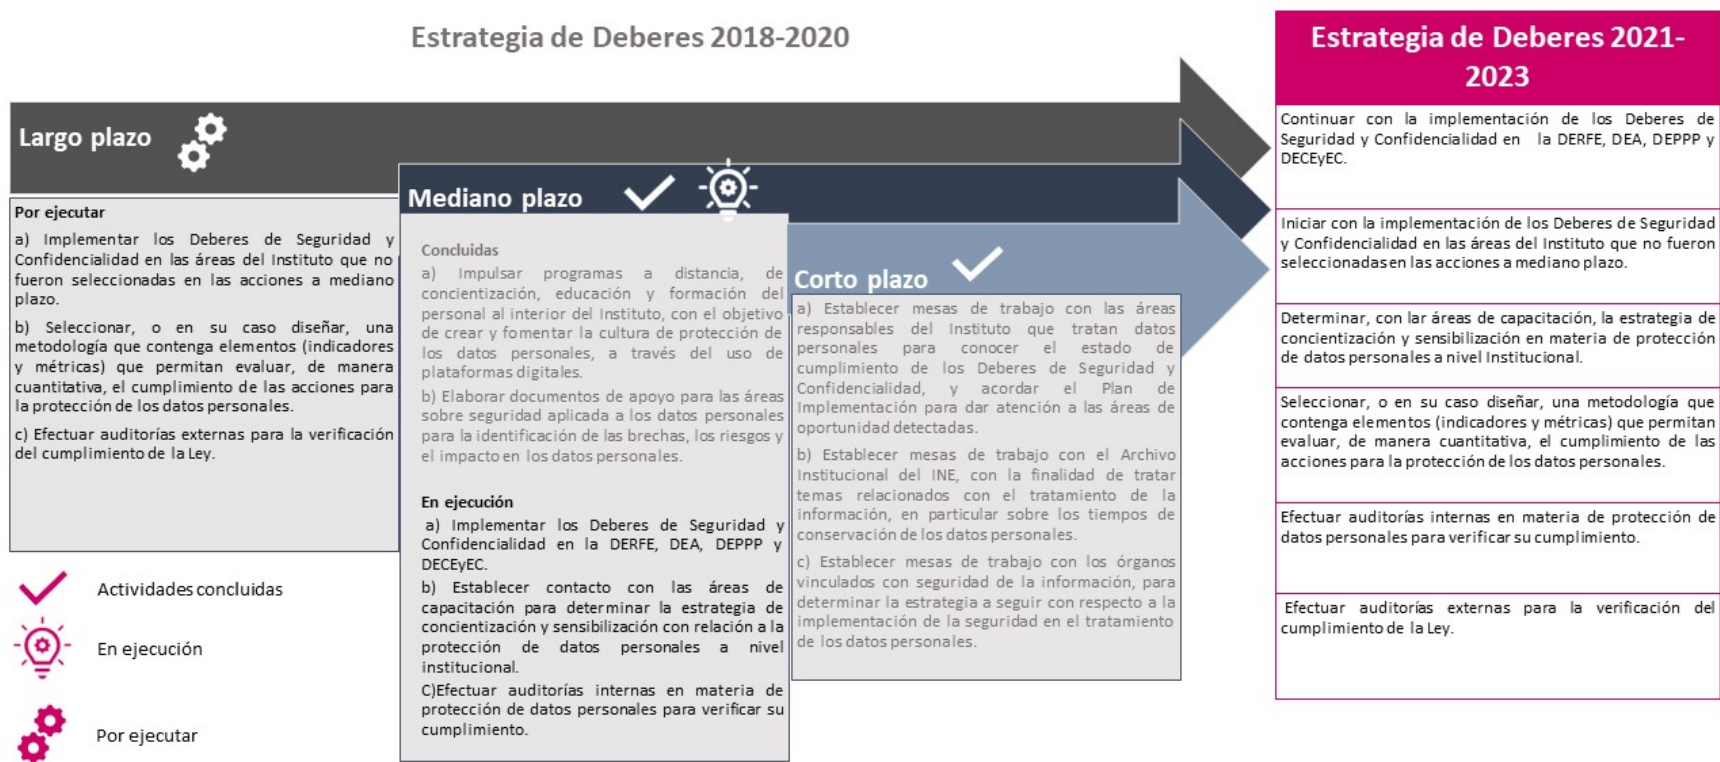 Estrategia de Deberes 2018-2020
Largo plazo
Por ejecutar
a) Implementar los Deberes de Seguridad y
Confidencialidad en las áreas del Instituto que no
fueron seleccionadas en las acciones a mediano
plazo.
b) Seleccionar, o en su caso diseñar, una
metodología que contenga elementos (indicadores
y métricas) que permitan evaluar, de manera
cuantitativa, el cumplimiento de las acciones para
la protección de los datos personales.
c) Efectuar auditorías externas para la verificación
del cumplimiento de la Ley.
Mediano plazo
Concluidas
a) Impulsar programas a distancia, de
concientización, educación y formación del
personal al interior del Instituto, con el objetivo
de crear y fomentar la cultura de protección de
los datos personales, a través del uso de
plataformas digitales.
b) Elaborar documentos de apoyo para las áreas
sobre seguridad aplicada a los datos personales
para la identificación de las brechas, los riesgos y
el impacto en los datos personales.
En ejecución
a) Implementar los Deberes de Seguridad y
Confidencialidad en la DERFE, DEA, DEPPP y
DECEyEC.
b) Establecer contacto con las áreas de
capacitación para determinar la estrategia de
concientización y sensibilización con relación a la
protección de datos personales a nivel
institucional.
C)Efectuar auditorías internas en materia de
protección de datos personales para verificar su
cumplimiento.
Corto plazo
a) Establecer mesas de trabajo con las áreas
responsables del Instituto que tratan datos
personales para conocer el estado de
cumplimiento de los Deberes de Seguridad y
Confidencialidad, y acordar el Plan de
Implementación para dar atención a las áreas de
oportunidad detectadas.
b) Establecer mesas de trabajo con el Archivo
Institucional del INE, con la finalidad de tratar
temas relacionados con el tratamiento de la
información, en particular sobre los tiempos de
conservación de los datos personales.
c) Establecer mesas de trabajo con los órganos
vinculados con seguridad de la información, para
determinar la estrategia a seguir con respecto a la
implementación de la seguridad en el tratamiento
de los datos personales.
Actividades concluidas
En ejecución
Por ejecutar
Estrategia de Deberes 2021-
2023
Continuar con la implementación de los Deberes de
Seguridad y Confidencialidad en la DERFE, DEA, DEPPP y
DECEyEC.
Iniciar con la implementación de los Deberes de Seguridad
y Confidencialidad en las áreas del Instituto que no fueron
seleccionadas en las acciones a mediano plazo.
Determinar, con lar áreas de capacitación, la estrategia de
concientización y sensibilización en materia de protección
de datos personales a nivel Institucional.
Seleccionar, o en su caso diseñar, una metodología que
contenga elementos (indicadores y métricas) que permitan
evaluar, de manera cuantitativa, el cumplimiento de las
acciones para la protección de los datos personales.
Efectuar auditorías internas en materia de protección de
datos personales para verificar su cumplimiento.
Efectuar auditorías externas para la verificación del
cumplimiento de la Ley.